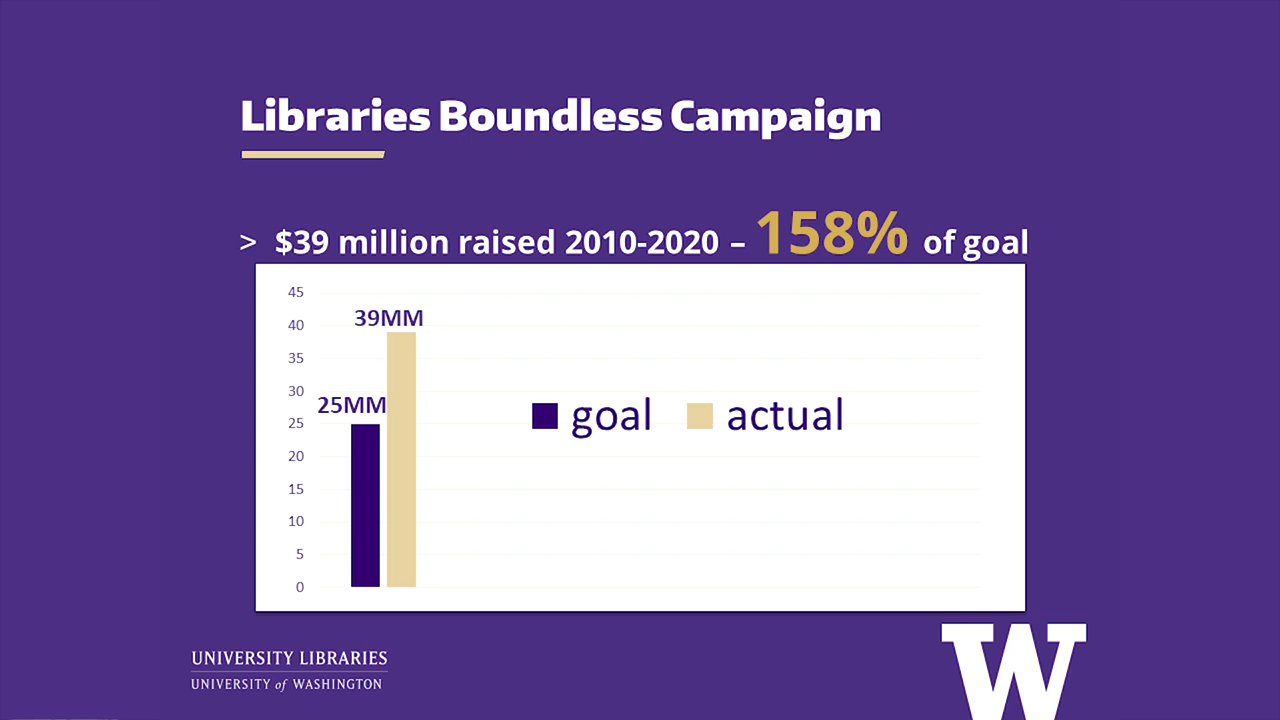 Libraries Boundless Campaign
> $39 million raised 2010-2020 – 158% of goal
45
40
35
30
25
20
15
10
5
0
39MM
25MM
goal actual
UNIVERSITY LIBRARIES
UNIVERSITY of WASHINGTON
W